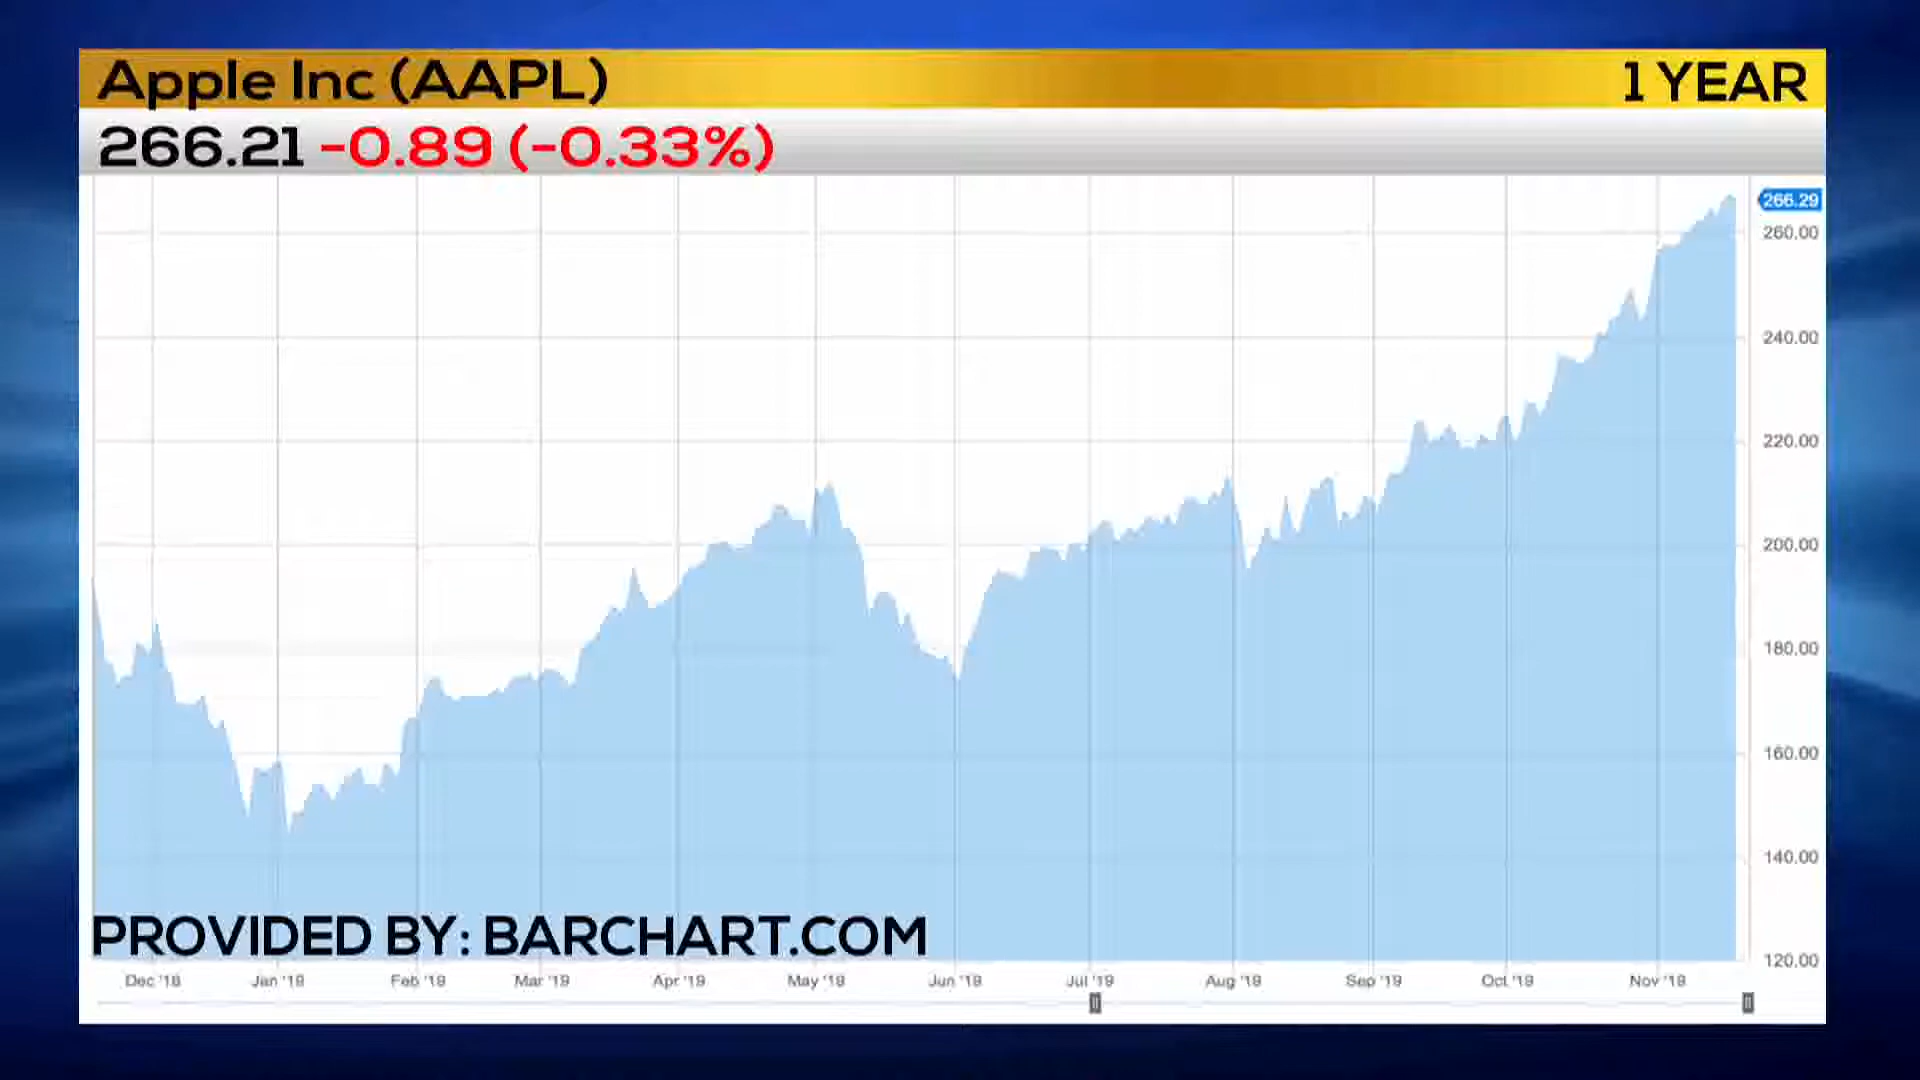 Apple Inc (AAPL)
1 YEAR
266.21 -0.89 (-0.33%)
266.29
260.00
240.00
220.00
200.00
180.00
160.00
140.00
120.00
PROVIDED BY: BARCHART.COM
Dec '18 Jan '19 Feb '19 Mar '19 Apr '19 May '19 Jun '19 Jul '19 Aug '19 Sep '19 Oct '19 Nov '19